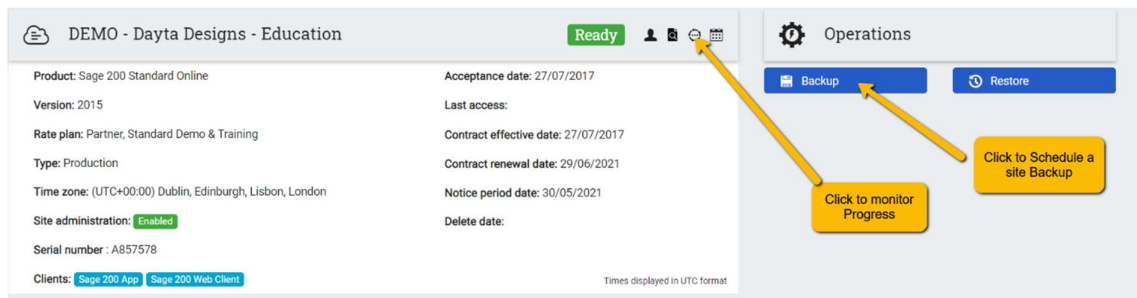 DEMO - Dayta Designs - Education
Ready
Operations
Product: Sage 200 Standard Online
Acceptance date: 27/07/2017
Backup
Restore
Version: 2015
Last access:
Rate plan: Partner, Standard Demo & Training
Contract effective date: 27/07/2017
Type: Production
Contract renewal date: 29/06/2021
Click to Schedule a
site Backup
Time zone: (UTC+00:00) Dublin, Edinburgh, Lisbon, London
Notice period date: 30/05/2021
Click to monitor
Progress
Site administration: Enabled
Delete date:
Serial number : A857578
Clients: Sage 200 App Sage 200 Web Client
Times displayed in UTC format